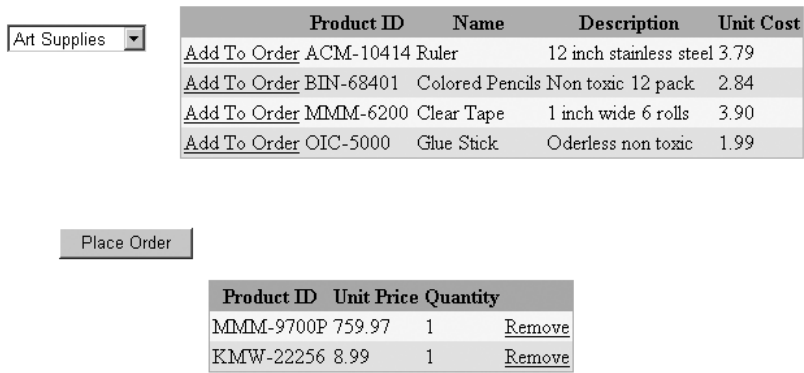 Art Supplies
Product ID Name Description Unit Cost
Add To Order ACM-10414 Ruler 12 inch stainless steel 3.79
Add To Order BIN-68401 Colored Pencils Non toxic 12 pack 2.84
Add To Order MMM-6200 Clear Tape 1 inch wide 6 rolls 3.90
Add To Order OIC-5000 Glue Stick Oderless non toxic 1.99
Place Order
Product ID Unit Price Quantity
MMM-9700P 759.97 1 Remove
KMW-22256 8.99 1 Remove